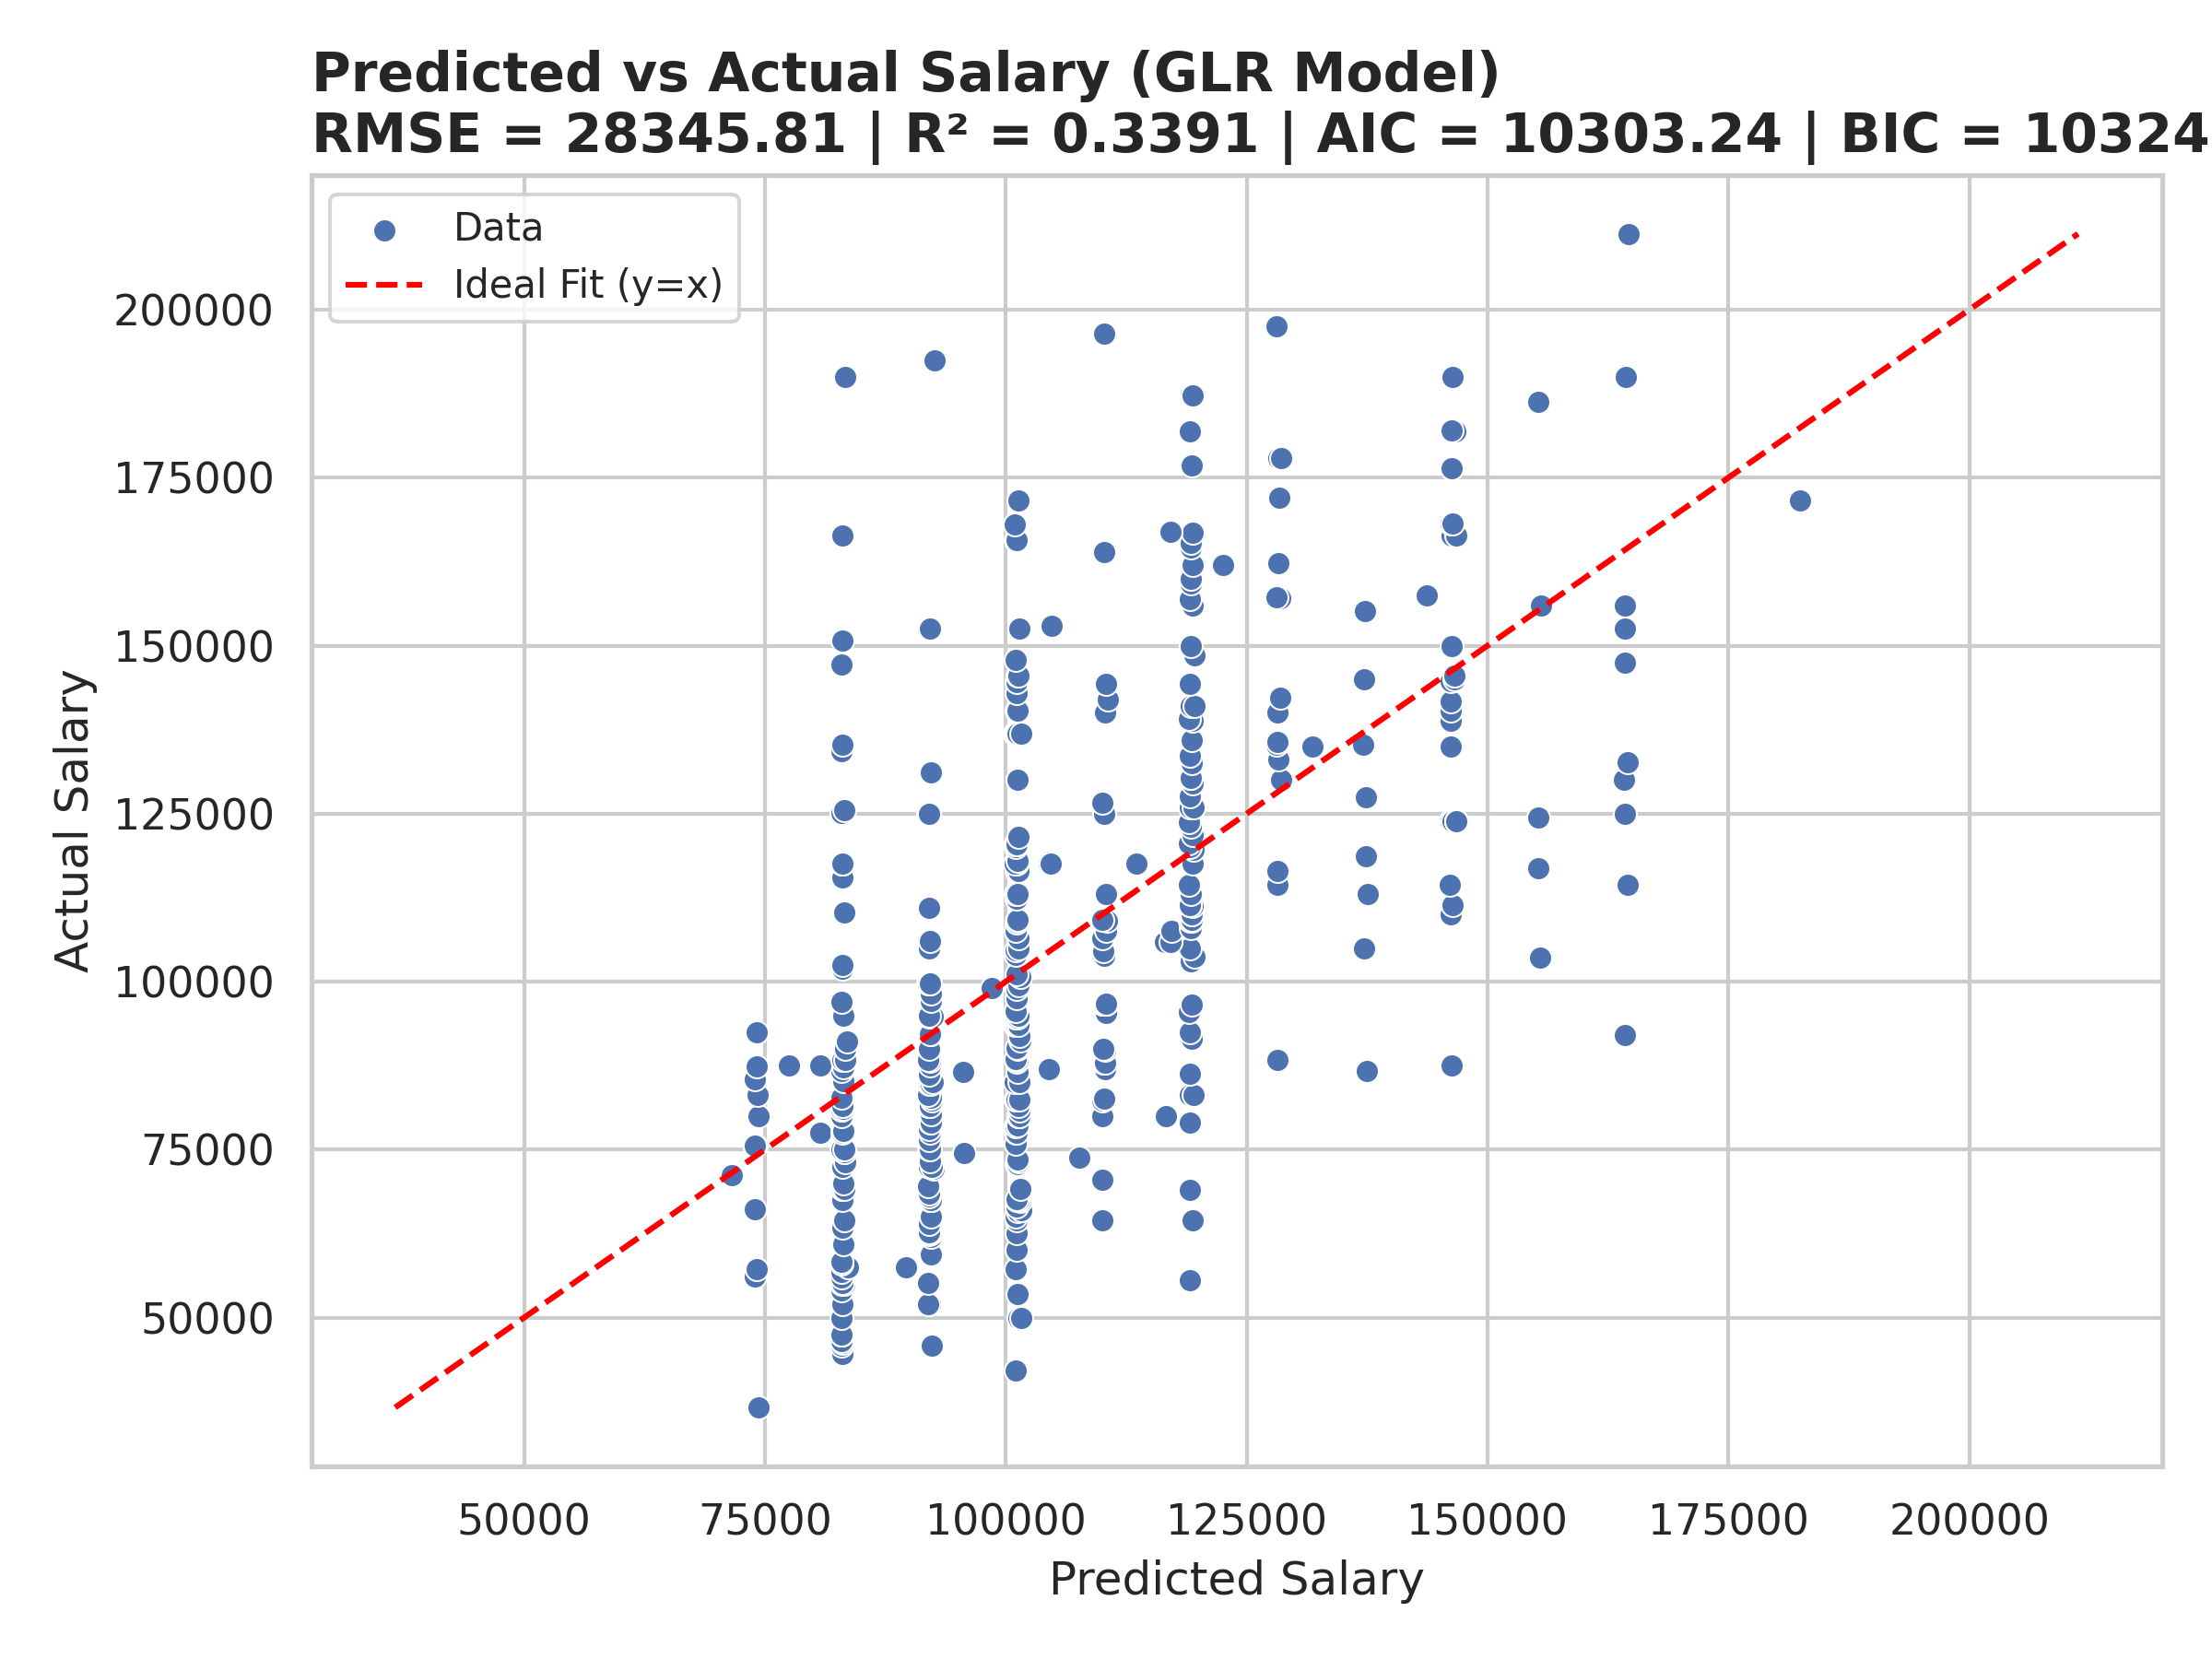 Predicted vs Actual Salary (GLR Model)
RMSE = 28345.81 | R² = 0.3391 | AIC = 10303.24 | BIC = 10324
Data
Ideal Fit (y=x)
200000
175000
150000
125000
100000
75000
50000
Actual Salary
50000 75000 100000 125000 150000 175000 200000
Predicted Salary